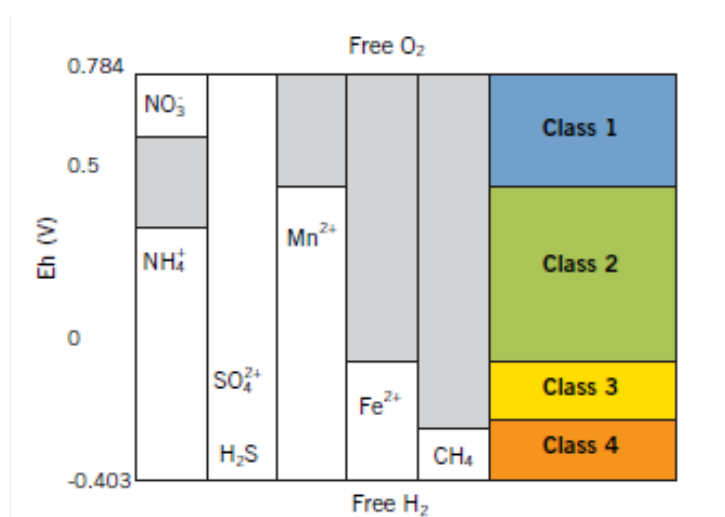 Free O₂
0.784
NO₃⁻
Class 1
0.5
Mn²⁺
Eh (V)
NH₄⁺
Class 2
0
SO₄²⁺
Fe²⁺
Class 3
H₂S
CH₄
Class 4
-0.403
Free H₂